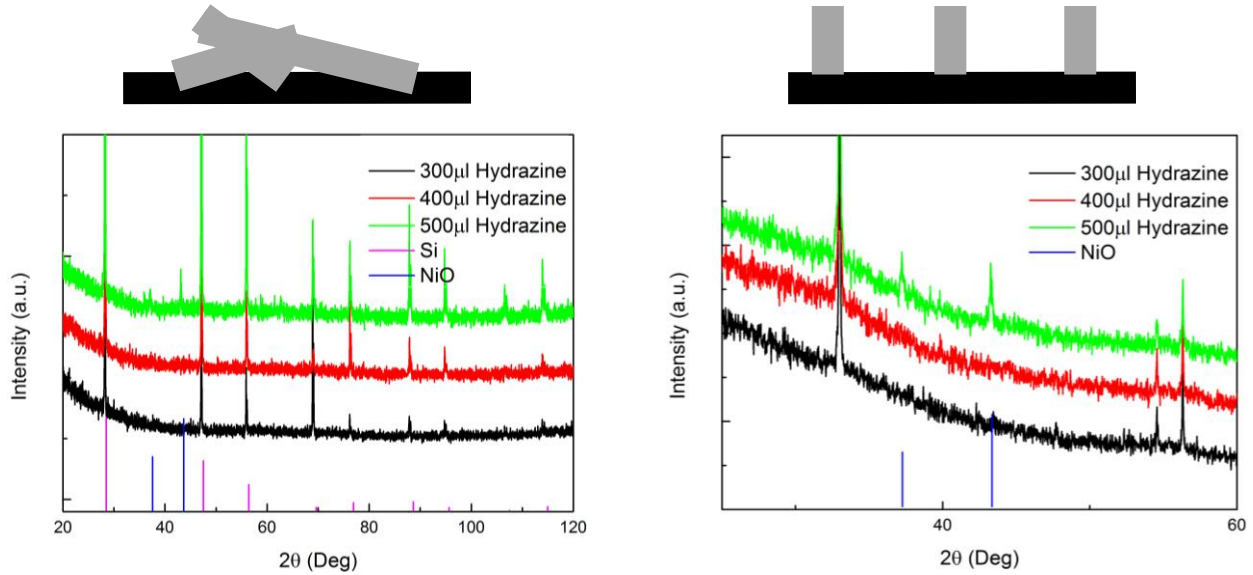 300μl Hydrazine
400μl Hydrazine
500μl Hydrazine
Si
NiO
Intensity (a.u.)
20 40 60 80 100 120
2θ (Deg)
300μl Hydrazine
400μl Hydrazine
500μl Hydrazine
NiO
Intensity (a.u.)
40 60
2θ (Deg)